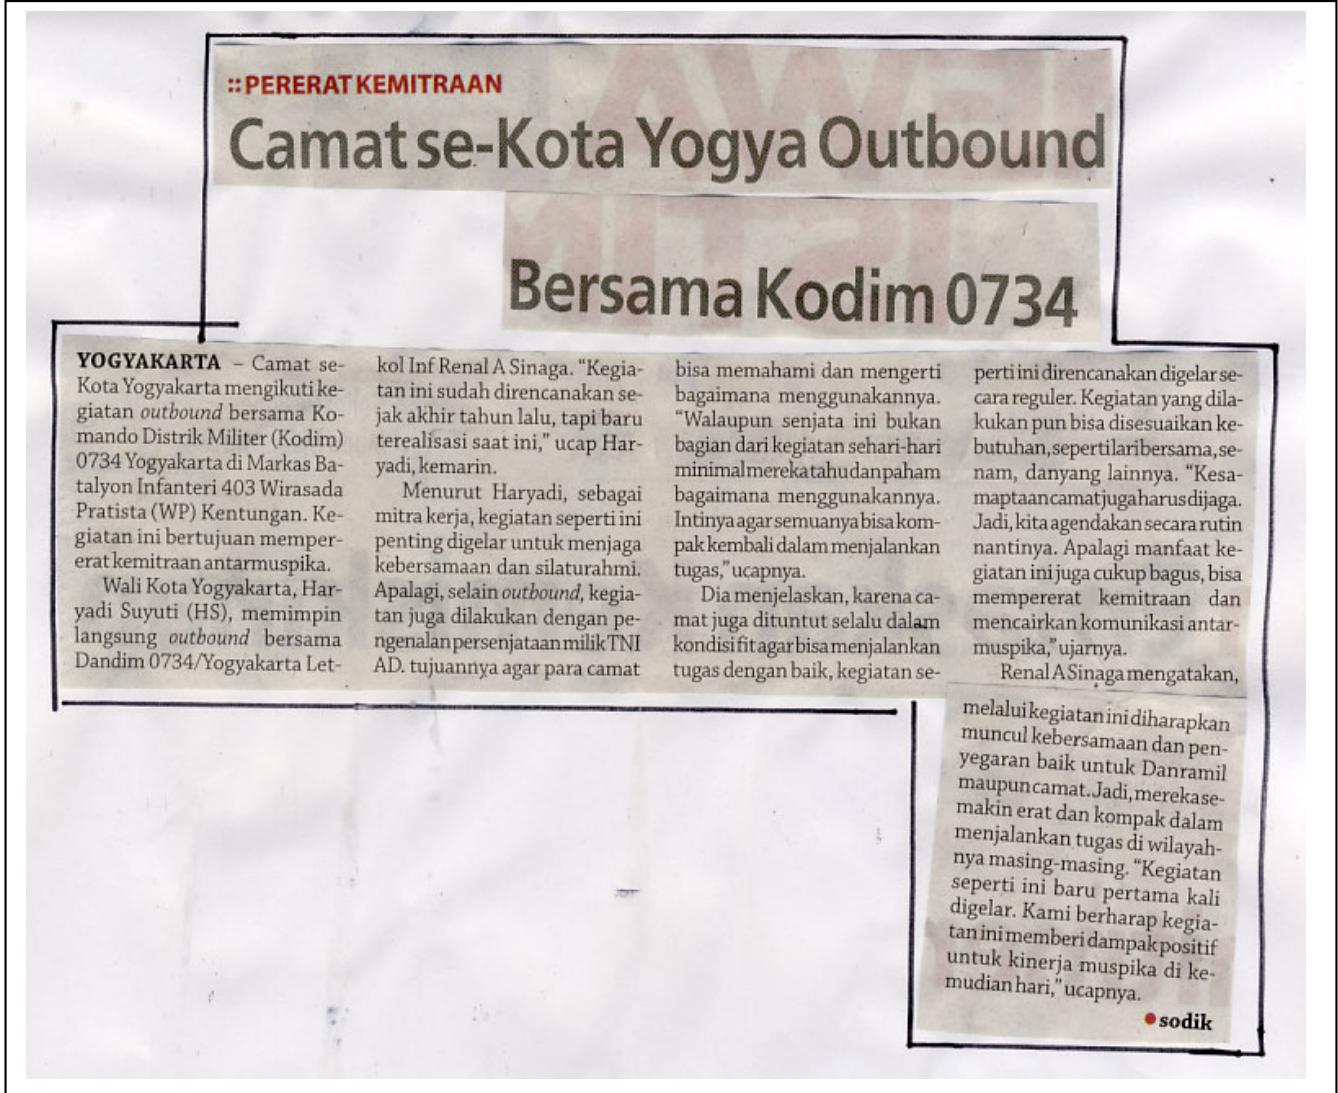 :: PERERAT KEMITRAAN
Camat se-Kota Yogya Outbound
Bersama Kodim 0734
YOGYAKARTA – Camat se-
Kota Yogyakarta mengikuti ke-
giatan outbound bersama Ko-
mando Distrik Militer (Kodim)
0734 Yogyakarta di Markas Ba-
talyon Infanteri 403 Wirasada
Pratista (WP) Kentungan. Ke-
giatan ini bertujuan memper-
erat kemitraan antarmuspika.
Wali Kota Yogyakarta, Har-
yadi Suyuti (HS), memimpin
langsung outbound bersama
Dandim 0734/Yogyakarta Let-
kol Inf Renal A Sinaga. “Kegia-
tan ini sudah direncanakan se-
jak akhir tahun lalu, tapi baru
terealisasi saat ini,” ucap Har-
yadi, kemarin.
Menurut Haryadi, sebagai
mitra kerja, kegiatan seperti ini
penting digelar untuk menjaga
kebersamaan dan silaturahmi.
Apalagi, selain outbound, kegia-
tan juga dilakukan dengan pe-
ngenalan persenjataan milik TNI
AD. tujuannya agar para camat
bisa memahami dan mengerti
bagaimana menggunakannya.
“Walaupun senjata ini bukan
bagian dari kegiatan sehari-hari
minimal mereka tahu dan paham
bagaimana menggunakannya.
Intinya agar semuanya bisa kom-
pak kembali dalam menjalankan
tugas,” ucapnya.
Dia menjelaskan, karena ca-
mat juga dituntut selalu dalam
kondisi fit agar bisa menjalankan
tugas dengan baik, kegiatan se-
perti ini direncanakan digelar se-
cara reguler. Kegiatan yang dila-
kukan pun bisa disesuaikan ke-
butuhan, seperti lari bersama, se-
nam, danyang lainnya. “Kesa-
maptaan camat juga harus dijaga.
Jadi, kita agendakan secara rutin
nantinya. Apalagi manfaat ke-
giatan ini juga cukup bagus, bisa
mempererat kemitraan dan
mencairkan komunikasi antar-
muspika,” ujarnya.
Renal A Sinaga mengatakan,
melalui kegiatan ini diharapkan
muncul kebersamaan dan pen-
yegaran baik untuk Danramil
maupun camat. Jadi, mereka se-
makin erat dan kompak dalam
menjalankan tugas di wilayah-
nya masing-masing. “Kegiatan
seperti ini baru pertama kali
digelar. Kami berharap kegia-
tan ini memberi dampak positif
untuk kinerja muspika di ke-
mudian hari,” ucapnya.
● sodik